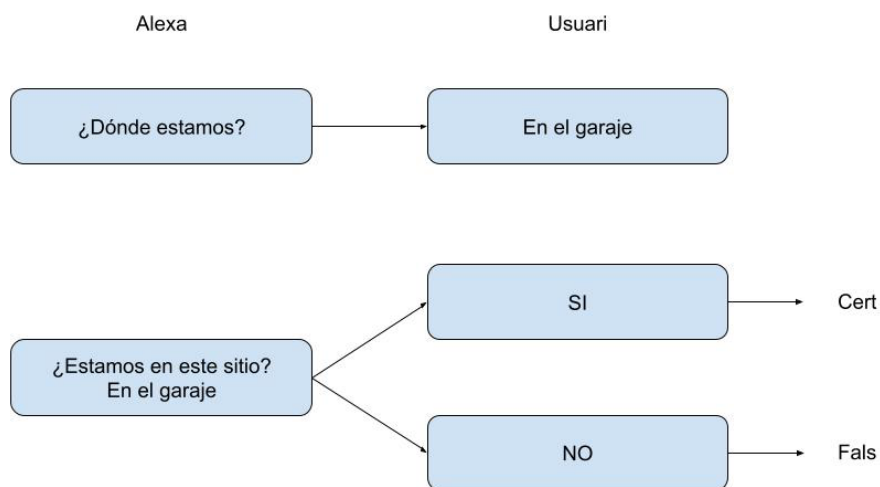 Alexa
Usuari
¿Dónde estamos?
En el garaje
SI
Cert
¿Estamos en este sitio?
En el garaje
NO
Fals